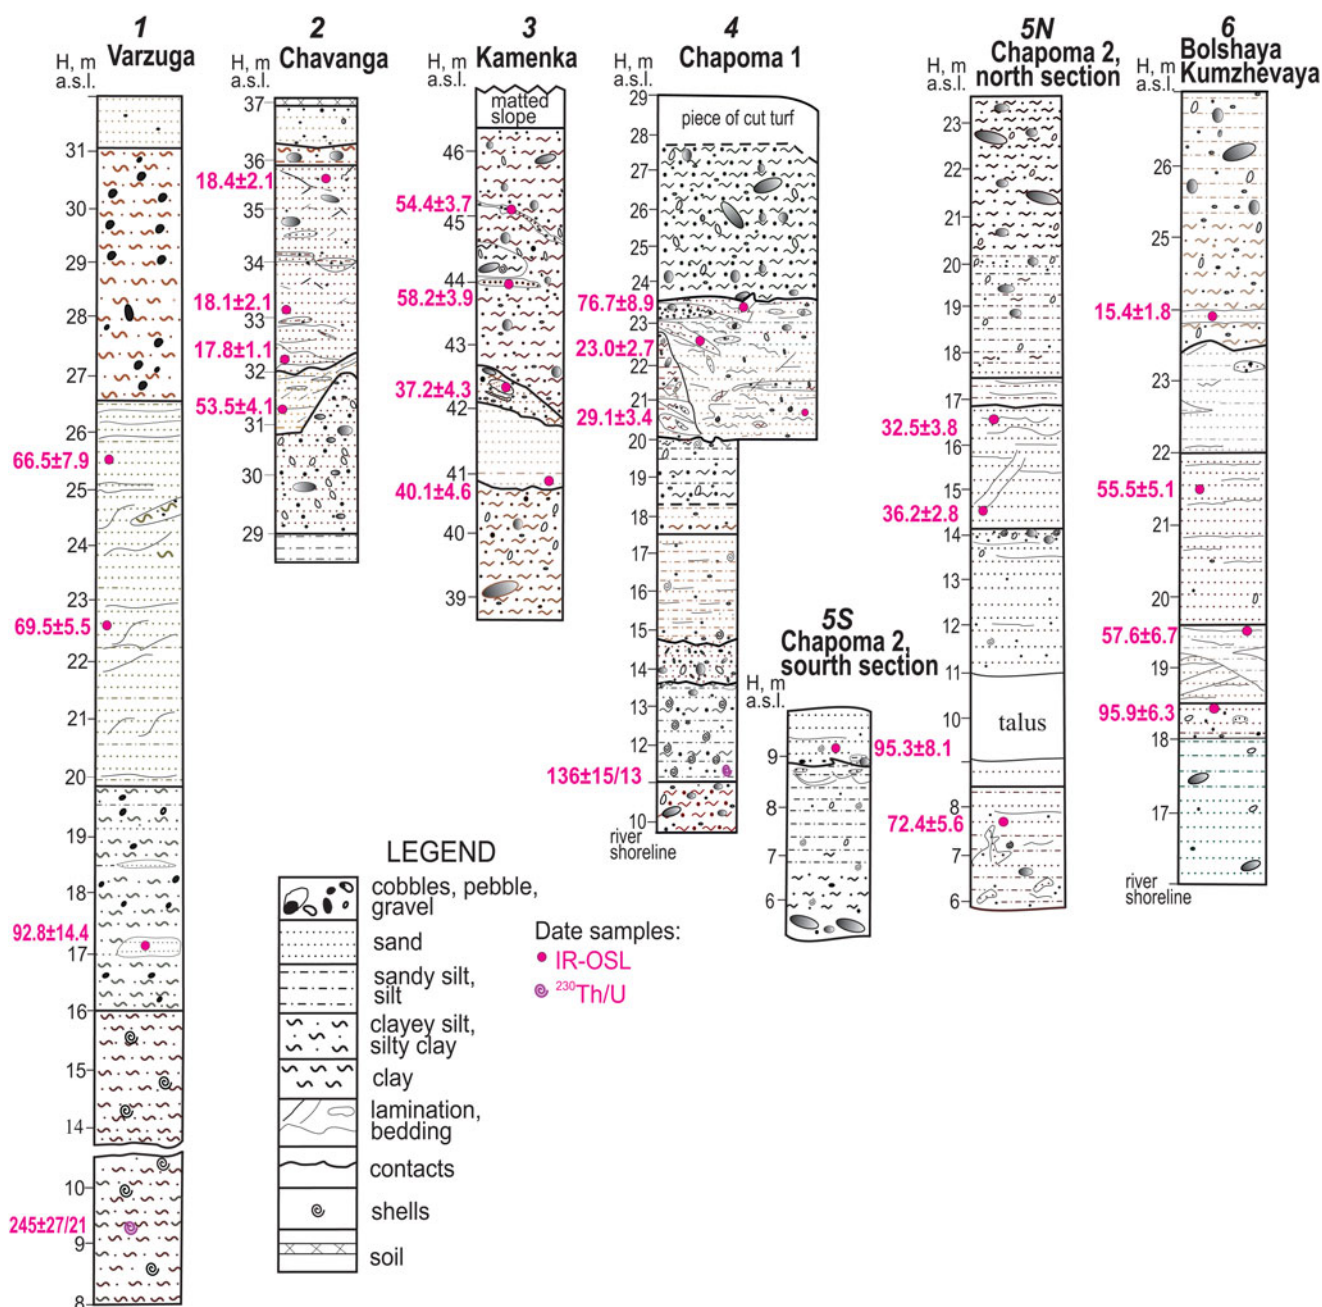 1
Varzuga
H, m
a.s.l.
31
30
29
28
27
26
66.5±7.9
25
24
23
69.5±5.5
22
21
20
19
18
92.8±14.4
17
16
15
14
10
245±27/21
9
8
2
Chavanga
H, m
a.s.l.
37
36
18.4±2.1
35
34
18.1±2.1
33
17.8±1.1
32
53.5±4.1
31
30
29
3
Kamenka
H, m
a.s.l.
matted
slope
46
54.4±3.7
45
44
58.2±3.9
43
37.2±4.3
42
41
40.1±4.6
40
39
4
Chapoma 1
H, m
a.s.l.
29
piece of cut turf
28
27
26
25
24
76.7±8.9
23
23.0±2.7
22
21
29.1±3.4
20
19
18
17
16
15
14
13
12
136±15/13
11
10
river
shoreline
5S
Chapoma 2,
sourth section
H, m
a.s.l.
95.3±8.1
9
8
7
6
5N
Chapoma 2,
north section
H, m
a.s.l.
23
22
21
20
19
18
17
32.5±3.8
16
15
36.2±2.8
14
13
12
11
talus
10
9
8
72.4±5.6
7
6
6
Bolshaya
Kumzhevaya
H, m
a.s.l.
26
25
15.4±1.8
23
22
55.5±5.1
21
20
57.6±6.7
19
95.9±6.3
18
17
river
shoreline
LEGEND
cobbles, pebble,
gravel
sand
sandy silt,
silt
clayey silt,
silty clay
clay
lamination,
bedding
contacts
shells
soil
Date samples:
IR-OSL
²³⁰Th/U